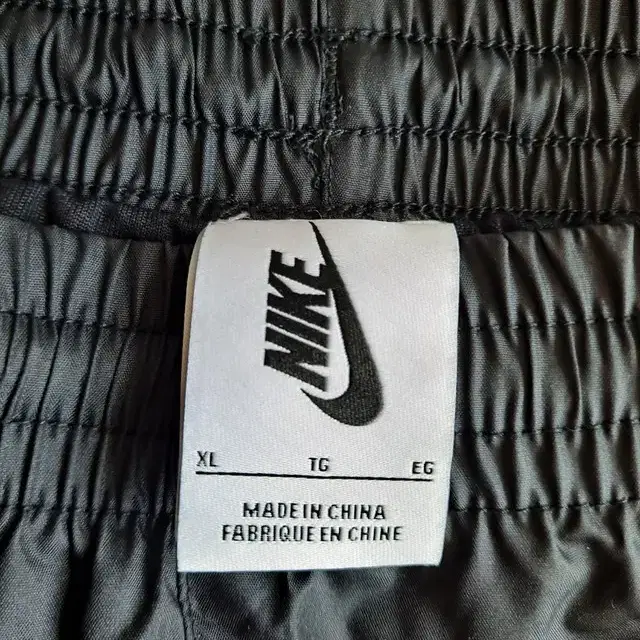 NIKE
XL TG EG
MADE IN CHINA
FABRIQUE EN CHINE